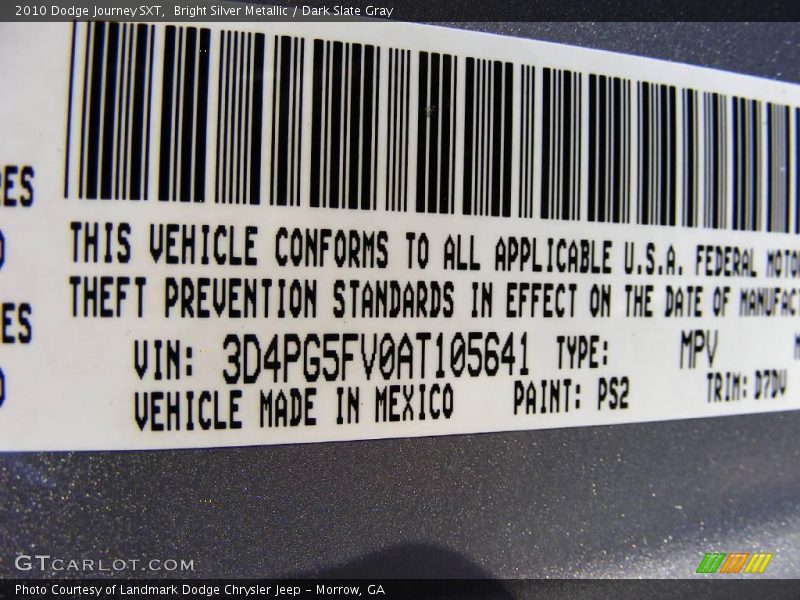 2010 Dodge Journey SXT,  Bright Silver Metallic / Dark Slate Gray
THIS VEHICLE CONFORMS TO ALL APPLICABLE U.S.A. FEDERAL
THEFT PREVENTION STANDARDS IN EFFECT ON THE DATE OF
VIN: 3D4PG5FV0AT105641 TYPE: MPV
VEHICLE MADE IN MEXICO PAINT: PS2 TRIM: D7DV
GTCARLOT.COM
Photo Courtesy of Landmark Dodge Chrysler Jeep – Morrow, GA